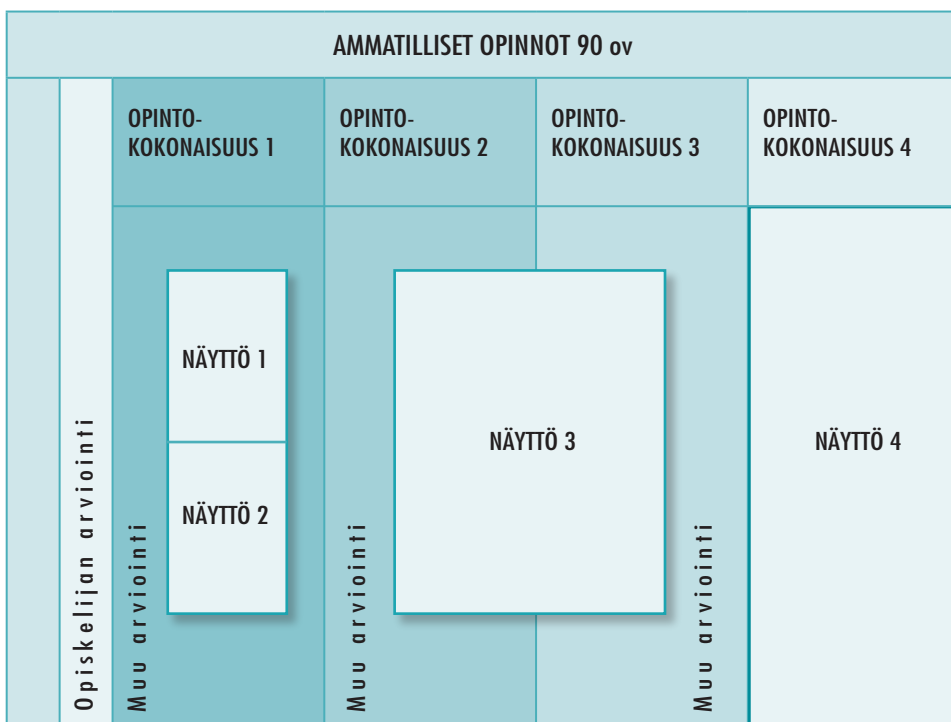 AMMATILLISET OPINNOT 90 ov
OPINTO-
KOKONAISUUS 1
OPINTO-
KOKONAISUUS 2
OPINTO-
KOKONAISUUS 3
OPINTO-
KOKONAISUUS 4
Opiskelijan arviointi
Muu arviointi
NÄYTTÖ 1
NÄYTTÖ 2
Muu arviointi
NÄYTTÖ 3
Muu arviointi
NÄYTTÖ 4